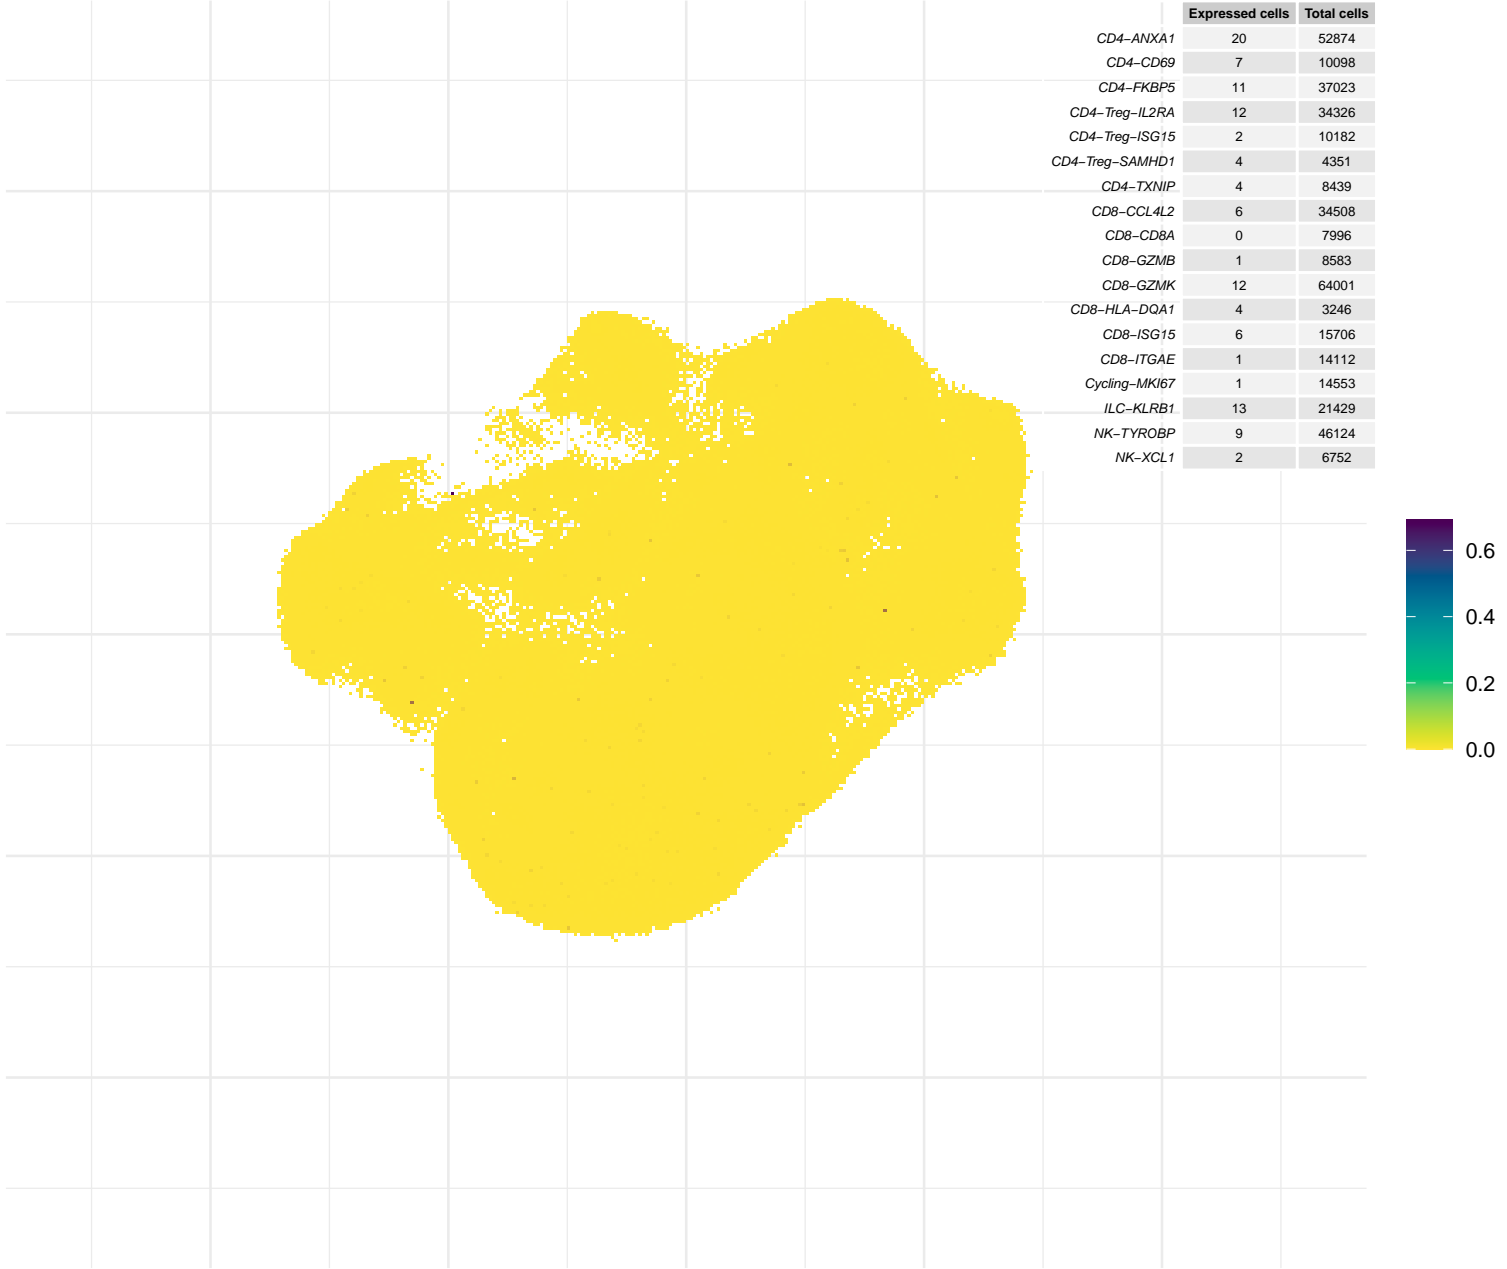 Expressed cells Total cells
CD4−ANXA1 20 52874
CD4−CD69 7 10098
CD4−FKBP5 11 37023
CD4−Treg−IL2RA 12 34326
CD4−Treg−ISG15 2 10182
CD4−Treg−SAMHD1 4 4351
CD4−TXNIP 4 8439
CD8−CCL4L2 6 34508
CD8−CD8A 0 7996
CD8−GZMB 1 8583
CD8−GZMK 12 64001
CD8−HLA−DQA1 4 3246
CD8−ISG15 6 15706
CD8−ITGAE 1 14112
Cycling−MKI67 1 14553
ILC−KLRB1 13 21429
NK−TYROBP 9 46124
NK−XCL1 2 6752
0.6
0.4
0.2
0.0